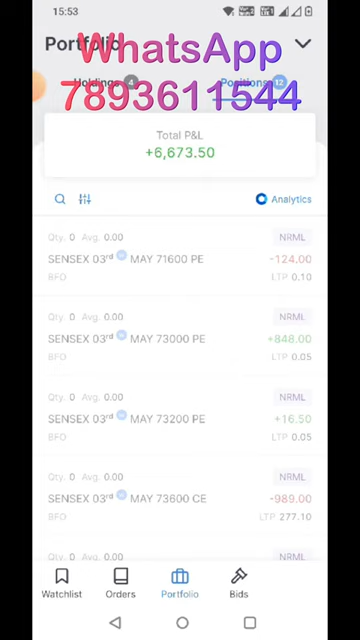 15:53
Portfolio
WhatsApp
Holdings 4
Positions 12
7893611544
Total P&L
+6,673.50
Analytics
Qty. 0 Avg. 0.00 NRML
SENSEX 03rd w MAY 71600 PE -124.00
BFO LTP 0.10
Qty. 0 Avg. 0.00 NRML
SENSEX 03rd w MAY 73000 PE +848.00
BFO LTP 0.05
Qty. 0 Avg. 0.00 NRML
SENSEX 03rd w MAY 73200 PE +16.50
BFO LTP 0.05
Qty. 0 Avg. 0.00 NRML
SENSEX 03rd w MAY 73600 CE -989.00
BFO LTP 277.10
Qty. 0 Avg. 0.00 NRML
Watchlist Orders Portfolio Bids